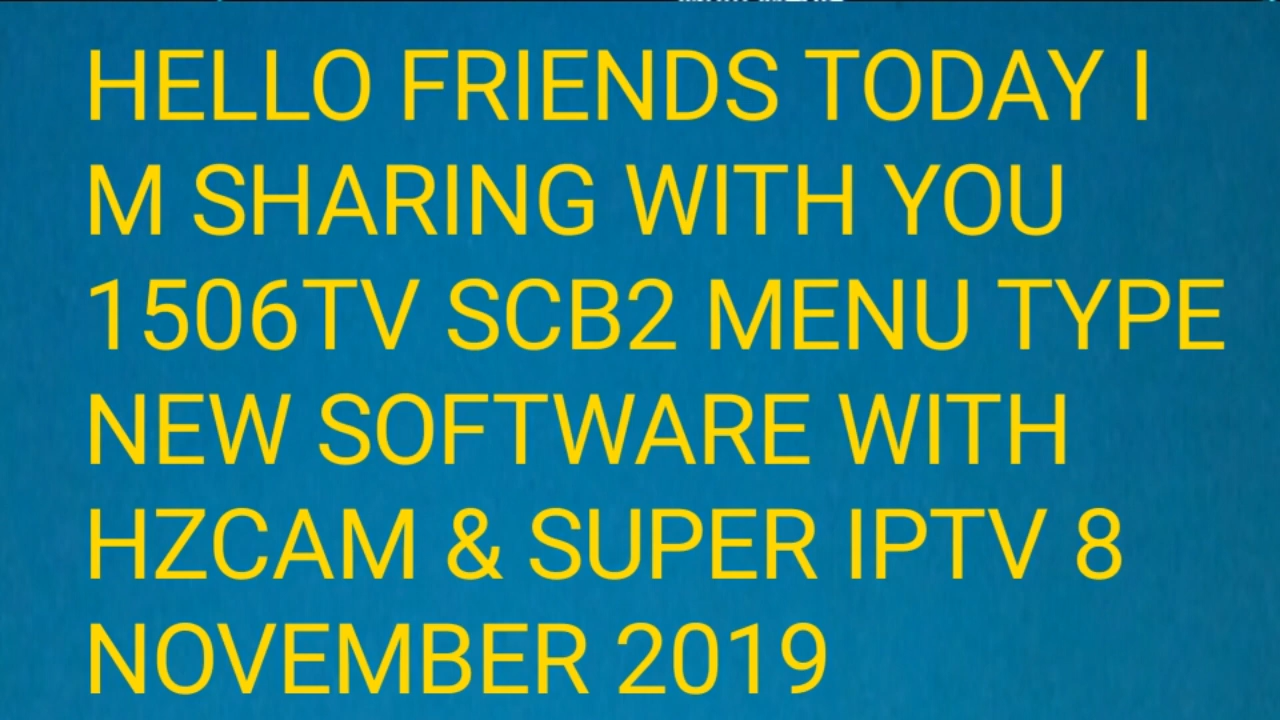 HELLO FRIENDS TODAY I
M SHARING WITH YOU
1506TV SCB2 MENU TYPE
NEW SOFTWARE WITH
HZCAM & SUPER IPTV 8
NOVEMBER 2019